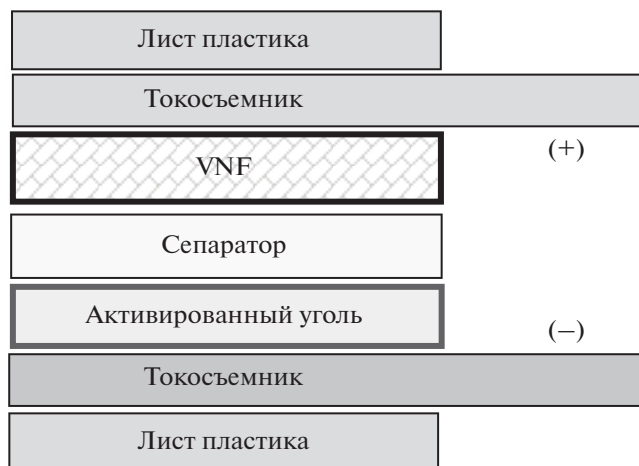 Лист пластика
Токосъемник
(+)
VNF
Сепаратор
Активированный уголь
(–)
Токосъемник
Лист пластика